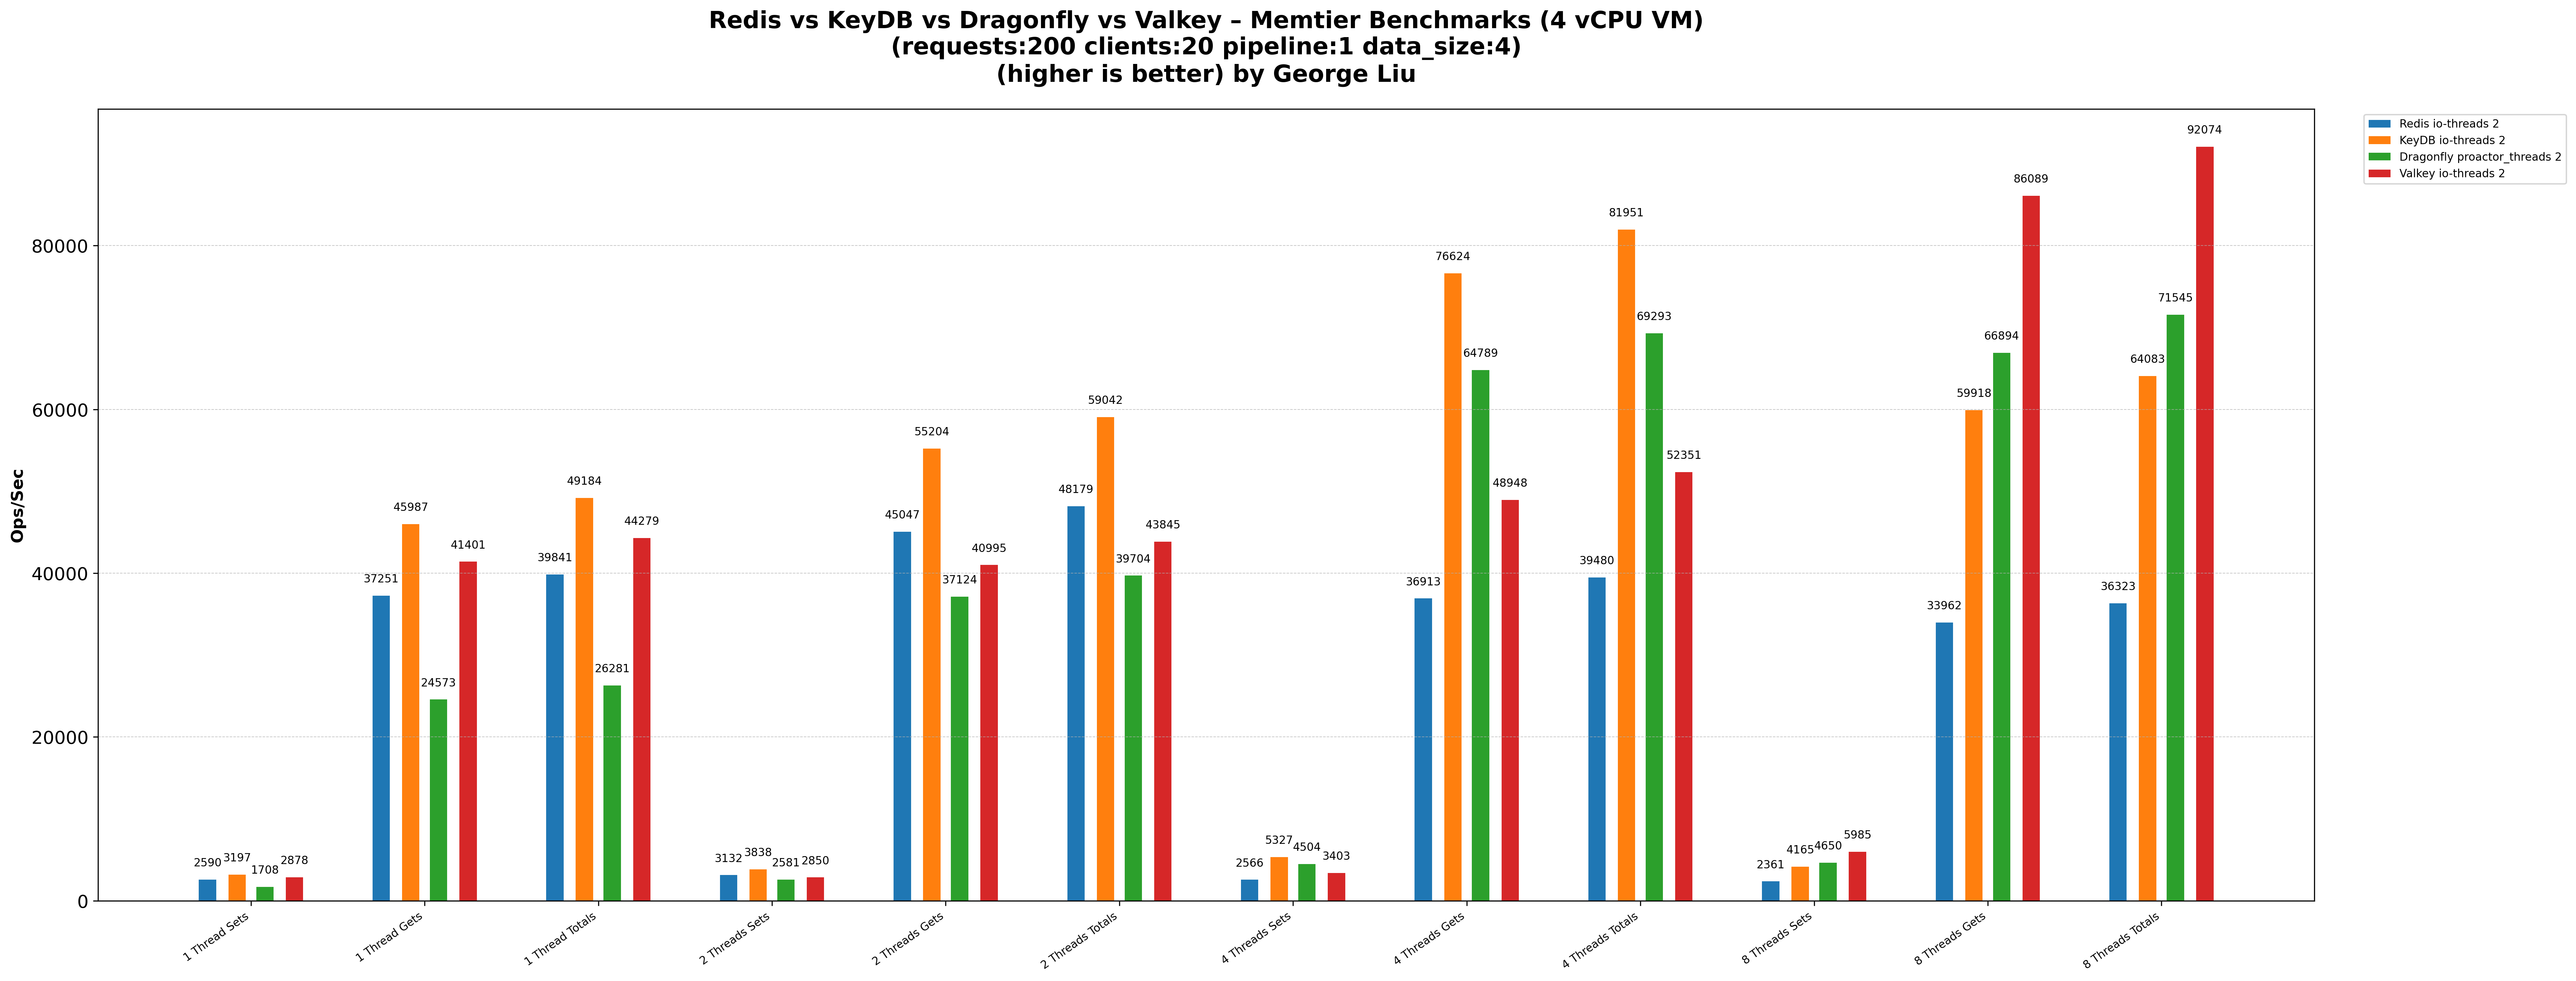 Redis vs KeyDB vs Dragonfly vs Valkey – Memtier Benchmarks (4 vCPU VM)
(requests:200 clients:20 pipeline:1 data_size:4)
(higher is better) by George Liu
Redis io-threads 2
KeyDB io-threads 2
Dragonfly proactor_threads 2
Valkey io-threads 2
Ops/Sec
80000
60000
40000
20000
0
2590 3197 1708 2878
37251 45987 24573 41401
39841 49184 26281 44279
3132 3838 2581 2850
45047 55204 37124 40995
48179 59042 39704 43845
2566 5327 4504 3403
36913 76624 64789 48948
39480 81951 69293 52351
2361 4165 4650 5985
33962 59918 66894 86089
36323 64083 71545 92074
1 Thread Sets
1 Thread Gets
1 Thread Totals
2 Threads Sets
2 Threads Gets
2 Threads Totals
4 Threads Sets
4 Threads Gets
4 Threads Totals
8 Threads Sets
8 Threads Gets
8 Threads Totals